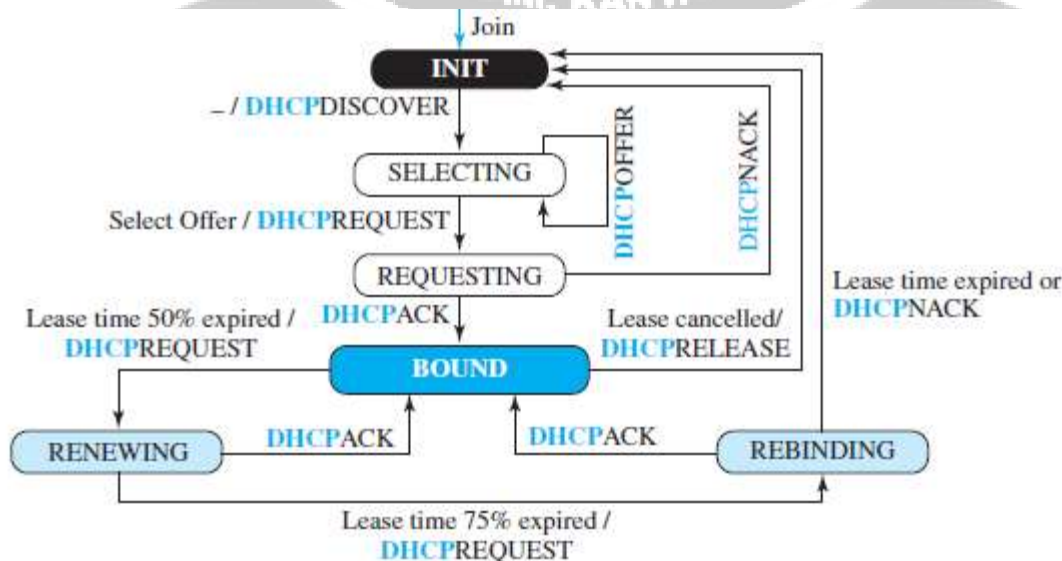 Join
INIT
– / DHCPDISCOVER
SELECTING
DHCPOFFER
DHCPNACK
Select Offer / DHCPREQUEST
REQUESTING
Lease time expired or
DHCPNACK
DHCPACK
Lease time 50% expired /
DHCPREQUEST
Lease cancelled/
DHCPRELEASE
BOUND
RENEWING
DHCPACK
DHCPACK
REBINDING
Lease time 75% expired /
DHCPREQUEST